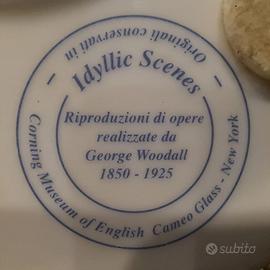 Originali conservati in
Idyllic Scenes
Riproduzioni di opere
realizzate da
George Woodall
1850 - 1925
Corning Museum of English Cameo Glass - New York
subito